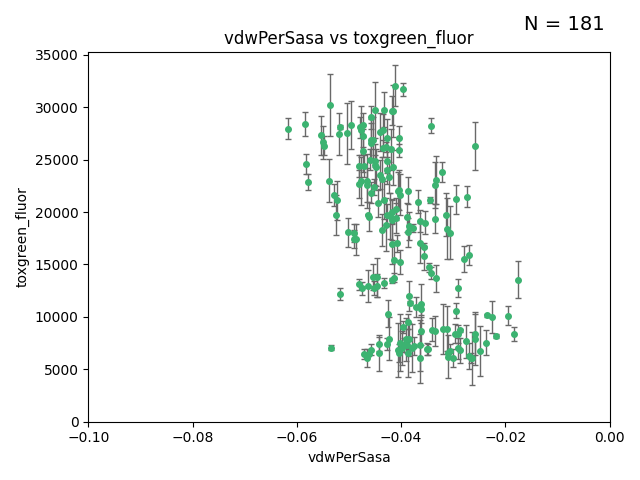 N = 181
vdwPerSasa vs toxgreen_fluor
35000
30000
25000
20000
15000
10000
5000
0
toxgreen_fluor
−0.10 −0.08 −0.06 −0.04 −0.02 0.00
vdwPerSasa